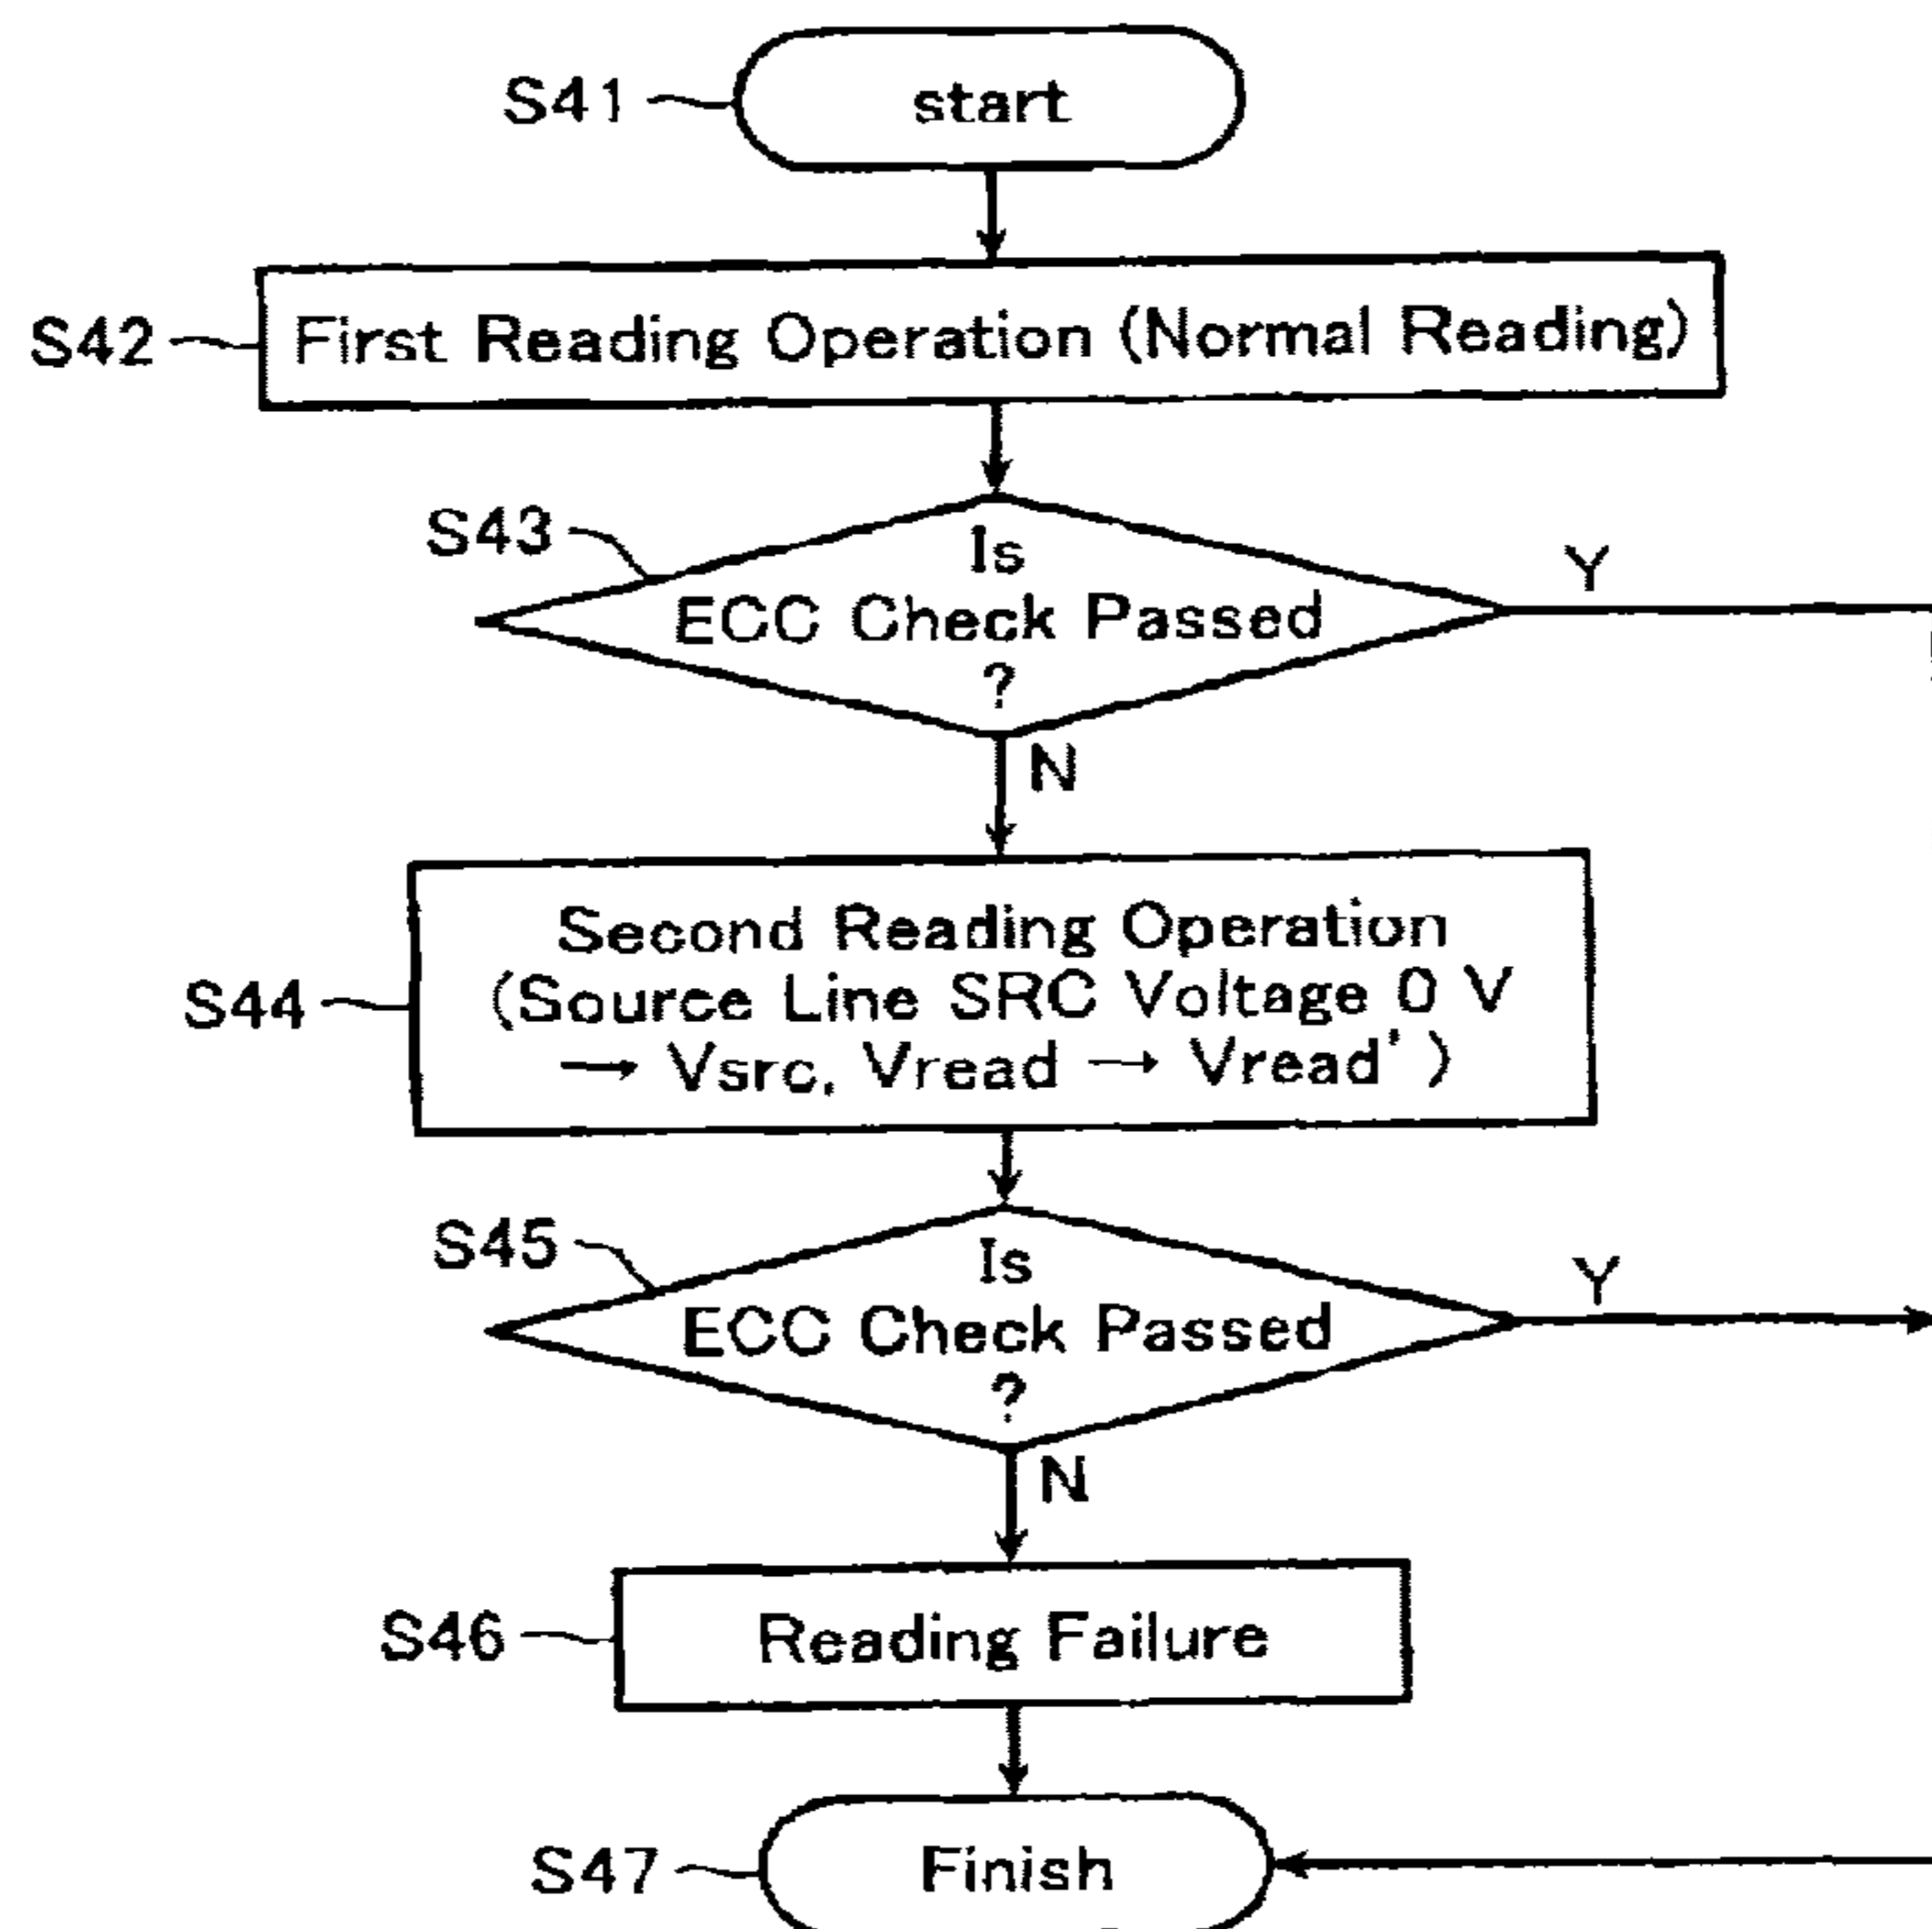 S41
start
S42
First Reading Operation (Normal Reading)
S43
Is
ECC Check Passed
?
Y
N
S44
Second Reading Operation
(Source Line SRC Voltage 0 V
→ Vsrc, Vread → Vread')
S45
Is
ECC Check Passed
?
Y
N
S46
Reading Failure
S47
Finish